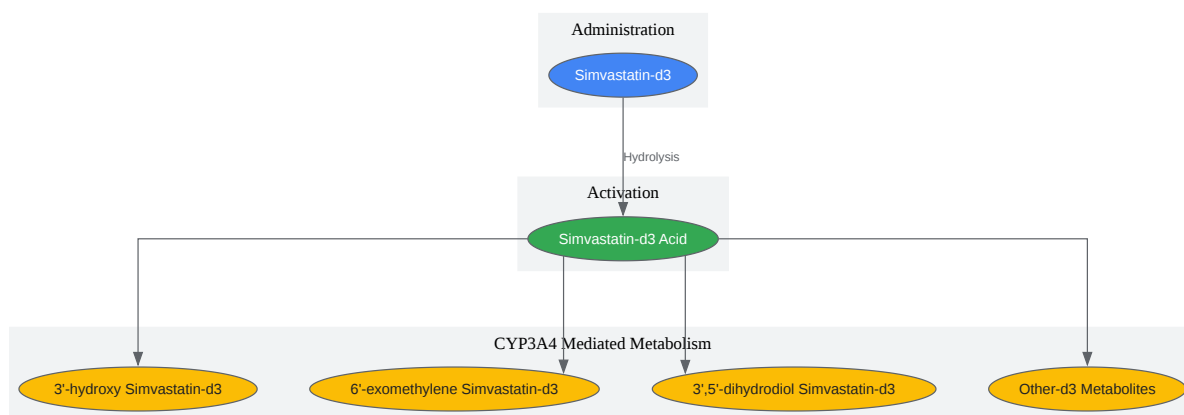 Administration
Simvastatin-d3
Hydrolysis
Activation
Simvastatin-d3 Acid
CYP3A4 Mediated Metabolism
3'-hydroxy Simvastatin-d3
6'-exomethylene Simvastatin-d3
3',5'-dihydrodiol Simvastatin-d3
Other-d3 Metabolites